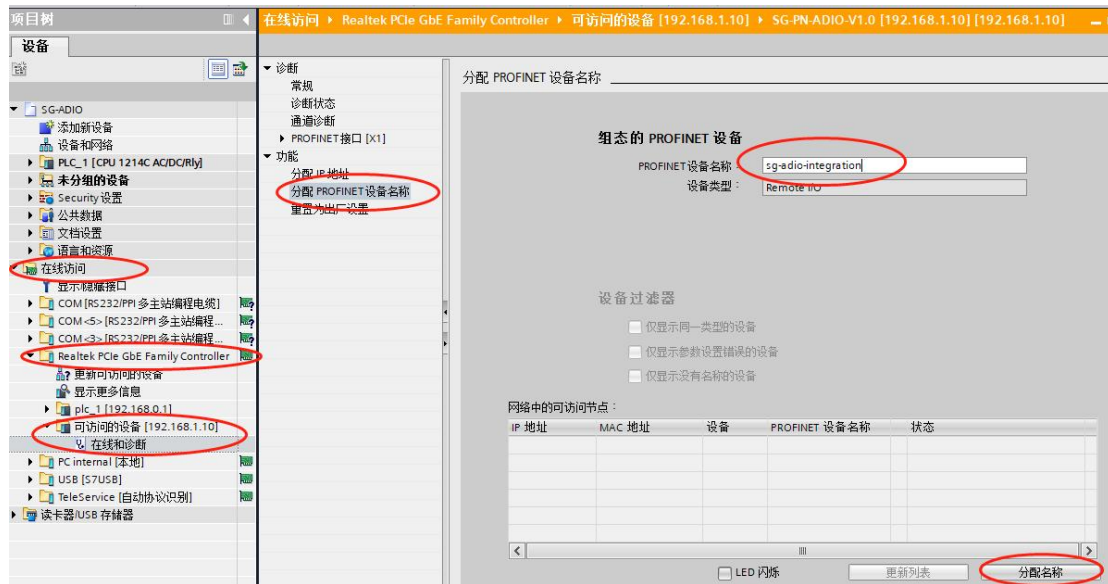 项目树
设备
SG-ADIO
添加新设备
设备和网络
PLC_1 [CPU 1214C AC/DC/Rly]
未分组的设备
Security 设置
公共数据
文档设置
语言和资源
在线访问
显示/隐藏接口
COM [RS232/PPI 多主站编程电缆]
COM <5> [RS232/PPI 多主站编程...
COM <3> [RS232/PPI 多主站编程...
Realtek PCIe GbE Family Controller
更新可访问的设备
显示更多信息
plc_1 [192.168.0.1]
可访问的设备 [192.168.1.10]
在线和诊断
PC internal [本地]
USB [S7USB]
TeleService [自动协议识别]
读卡器/USB 存储器
在线访问 ▸ Realtek PCIe GbE Family Controller ▸ 可访问的设备 [192.168.1.10] ▸ SG-PN-ADIO-V1.0 [192.168.1.10] [192.168.1.10]
诊断
常规
诊断状态
通道诊断
PROFINET接口 [X1]
功能
分配 IP 地址
分配 PROFINET 设备名称
重置为出厂设置
分配 PROFINET 设备名称
组态的 PROFINET 设备
PROFINET设备名称： sg-adio-integration
设备类型： Remote I/O
设备过滤器
仅显示同一类型的设备
仅显示参数设置错误的设备
仅显示没有名称的设备
网络中的可访问节点：
IP 地址 MAC 地址 设备 PROFINET 设备名称 状态
LED 闪烁 更新列表 分配名称